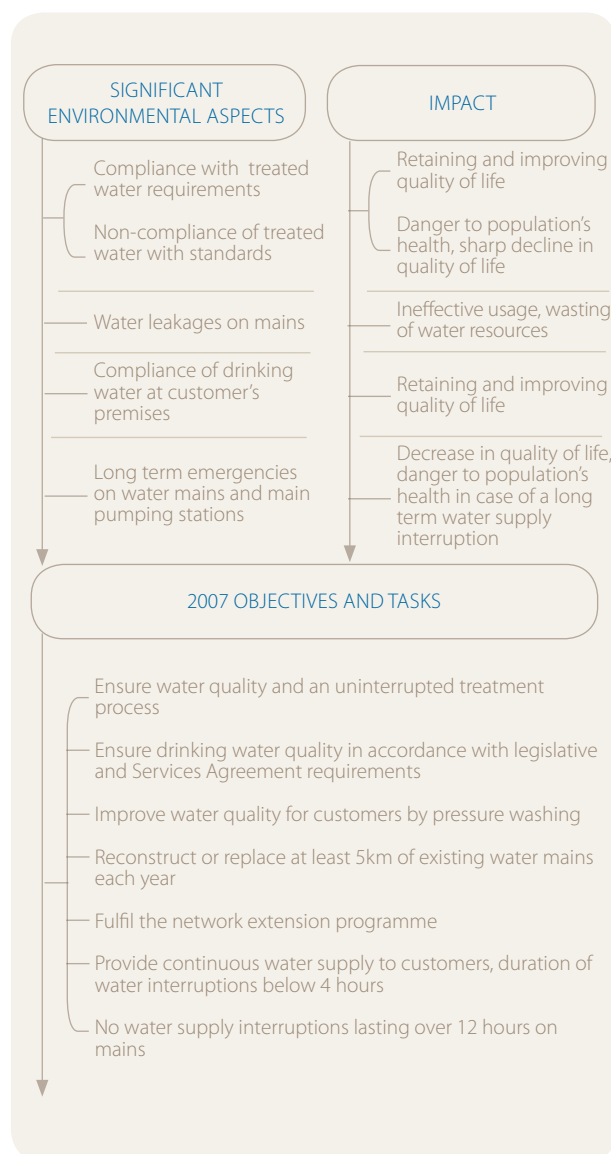 SIGNIFICANT
ENVIRONMENTAL ASPECTS
Compliance with treated
water requirements
Non-compliance of treated
water with standards
Water leakages on mains
Compliance of drinking
water at customer's
premises
Long term emergencies
on water mains and main
pumping stations
IMPACT
Retaining and improving
quality of life
Danger to population's
health, sharp decline in
quality of life
Ineffective usage, wasting
of water resources
Retaining and improving
quality of life
Decrease in quality of life,
danger to population's
health in case of a long
term water supply
interruption
2007 OBJECTIVES AND TASKS
Ensure water quality and an uninterrupted treatment
process
Ensure drinking water quality in accordance with legislative
and Services Agreement requirements
Improve water quality for customers by pressure washing
Reconstruct or replace at least 5km of existing water mains
each year
Fulfil the network extension programme
Provide continuous water supply to customers, duration of
water interruptions below 4 hours
No water supply interruptions lasting over 12 hours on
mains